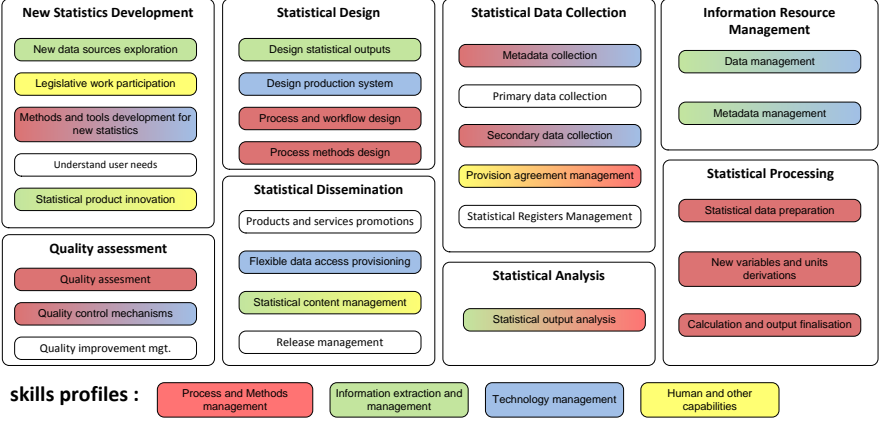 New Statistics Development
New data sources exploration
Legislative work participation
Methods and tools development for
new statistics
Understand user needs
Statistical product innovation
Quality assessment
Quality assesment
Quality control mechanisms
Quality improvement mgt.
Statistical Design
Design statistical outputs
Design production system
Process and workflow design
Process methods design
Statistical Dissemination
Products and services promotions
Flexible data access provisioning
Statistical content management
Release management
Statistical Data Collection
Metadata collection
Primary data collection
Secondary data collection
Provision agreement management
Statistical Registers Management
Statistical Analysis
Statistical output analysis
Information Resource
Management
Data management
Metadata management
Statistical Processing
Statistical data preparation
New variables and units
derivations
Calculation and output finalisation
skills profiles :
Process and Methods
management
Information extraction and
management
Technology management
Human and other
capabilities